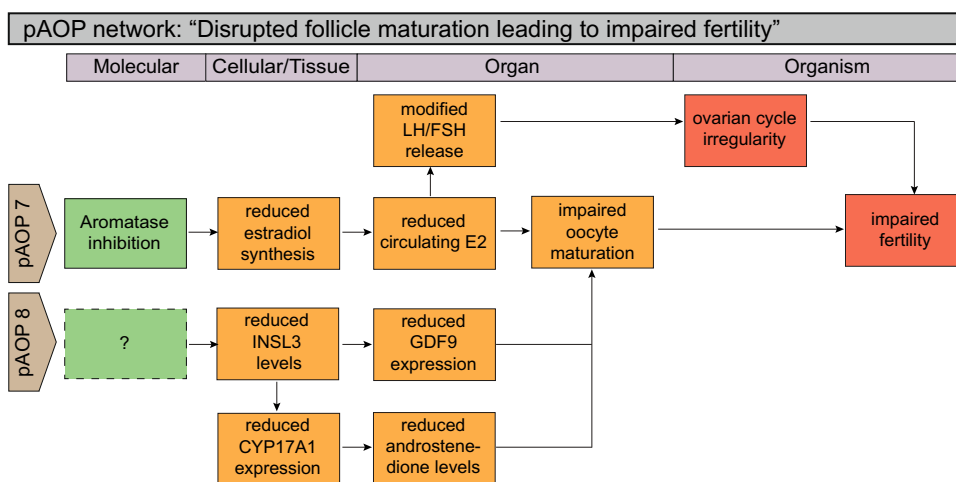 pAOP network: “Disrupted follicle maturation leading to impaired fertility”
Molecular
Cellular/Tissue
Organ
Organism
modified
LH/FSH
release
ovarian cycle
irregularity
pAOP 7
Aromatase
inhibition
reduced
estradiol
synthesis
reduced
circulating E2
impaired
oocyte
maturation
impaired
fertility
pAOP 8
?
reduced
INSL3
levels
reduced
GDF9
expression
reduced
CYP17A1
expression
reduced
androstene-
dione levels